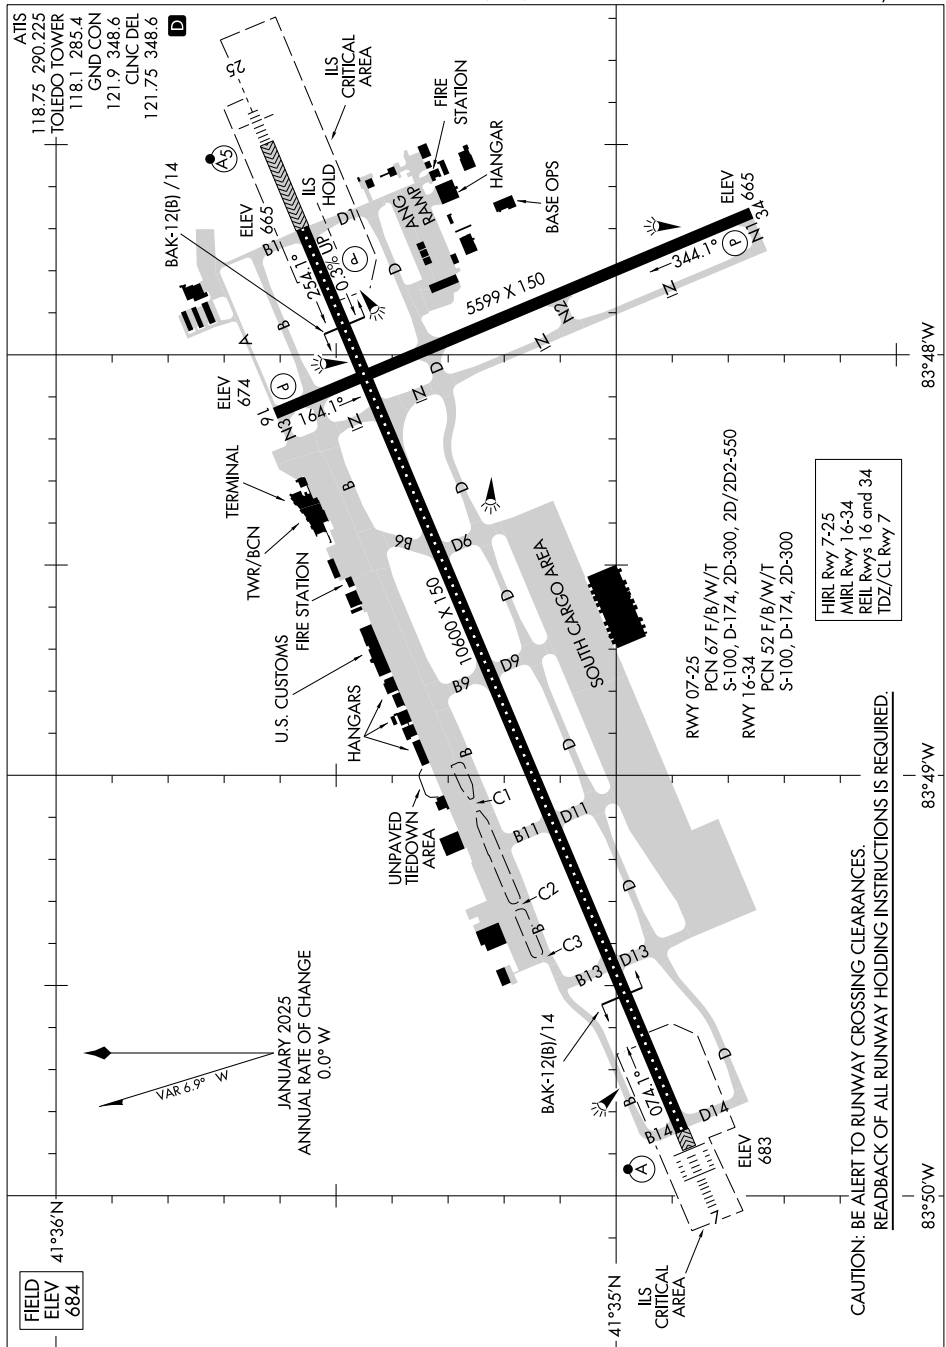 ATIS
118.75 290.225
TOLEDO TOWER
118.1 285.4
GND CON
121.9 348.6
CLNC DEL
121.75 348.6
D
25
ILS
CRITICAL
AREA
A5
FIRE
STATION
HANGAR
BASE OPS
ANG
RAMP
ILS
HOLD
D1
B1
ELEV
665
BAK-12(B)/14
254.1°
0.3% UP
P
D
A
B
ELEV
674
P
16
N3
164.1°
N
N
D
5599 X 150
N
N2
N
344.1°
P
N1
34
ELEV
665
83°48'W
TERMINAL
TWR/BCN
FIRE STATION
U.S. CUSTOMS
HANGARS
UNPAVED
TIEDOWN
AREA
B
B6
D6
D
10600 X 150
D
B9
D9
SOUTH CARGO AREA
D
B
C1
B11
D11
C2
D
B
C3
B13
D13
83°49'W
RWY 07-25
PCN 67 F/B/W/T
S-100, D-174, 2D-300, 2D/2D2-550
RWY 16-34
PCN 52 F/B/W/T
S-100, D-174, 2D-300
HIRL Rwy 7-25
MIRL Rwy 16-34
REIL Rwys 16 and 34
TDZ/CL Rwy 7
JANUARY 2025
ANNUAL RATE OF CHANGE
0.0° W
VAR 6.9° W
BAK-12(B)/14
B
074.1°
D
B14
D14
A
ELEV
683
7
ILS
CRITICAL
AREA
83°50'W
41°36'N
41°35'N
FIELD
ELEV
684
CAUTION: BE ALERT TO RUNWAY CROSSING CLEARANCES.
READBACK OF ALL RUNWAY HOLDING INSTRUCTIONS IS REQUIRED.